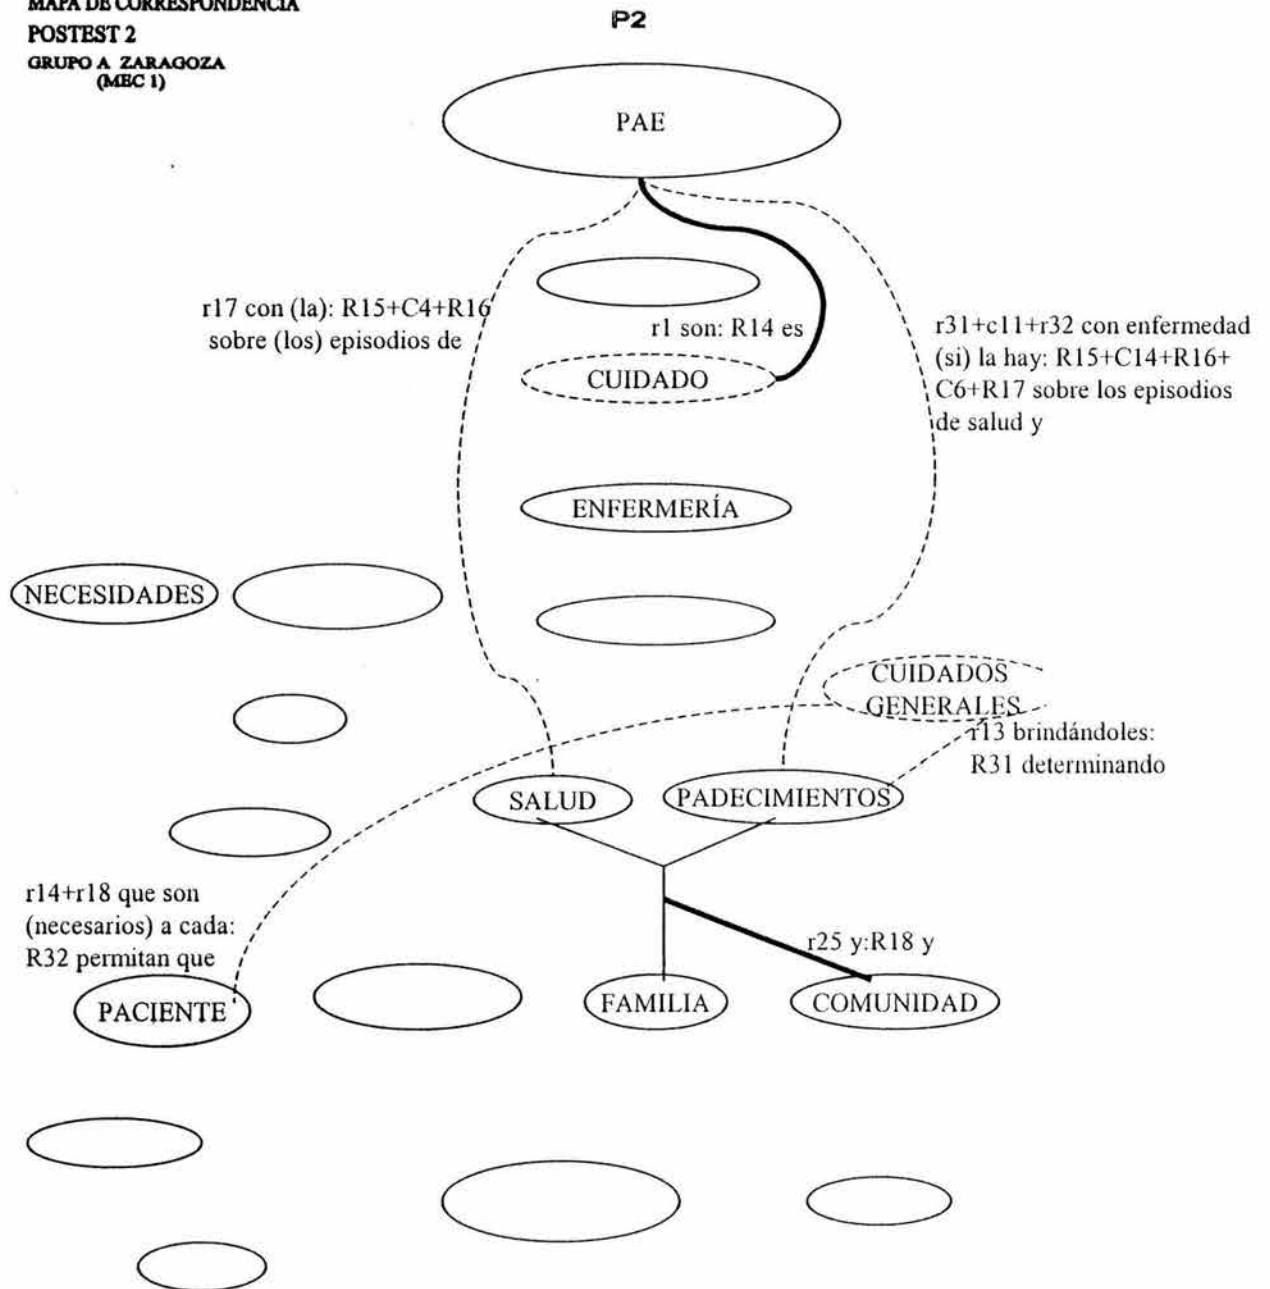 MAPA DE CORRESPONDENCIA
POSTEST 2
GRUPO A ZARAGOZA
(MEC 1)
P2
PAE
r17 con (la): R15+C4+R16
sobre (los) episodios de
r1 son: R14 es
r31+c11+r32 con enfermedad
(si) la hay: R15+C14+R16+
C6+R17 sobre los episodios
de salud y
CUIDADO
ENFERMERÍA
NECESIDADES
CUIDADOS
GENERALES
r13 brindándoles:
R31 determinando
SALUD
PADECIMIENTOS
r14+r18 que son
(necesarios) a cada:
R32 permitan que
r25 y:R18 y
PACIENTE
FAMILIA
COMUNIDAD